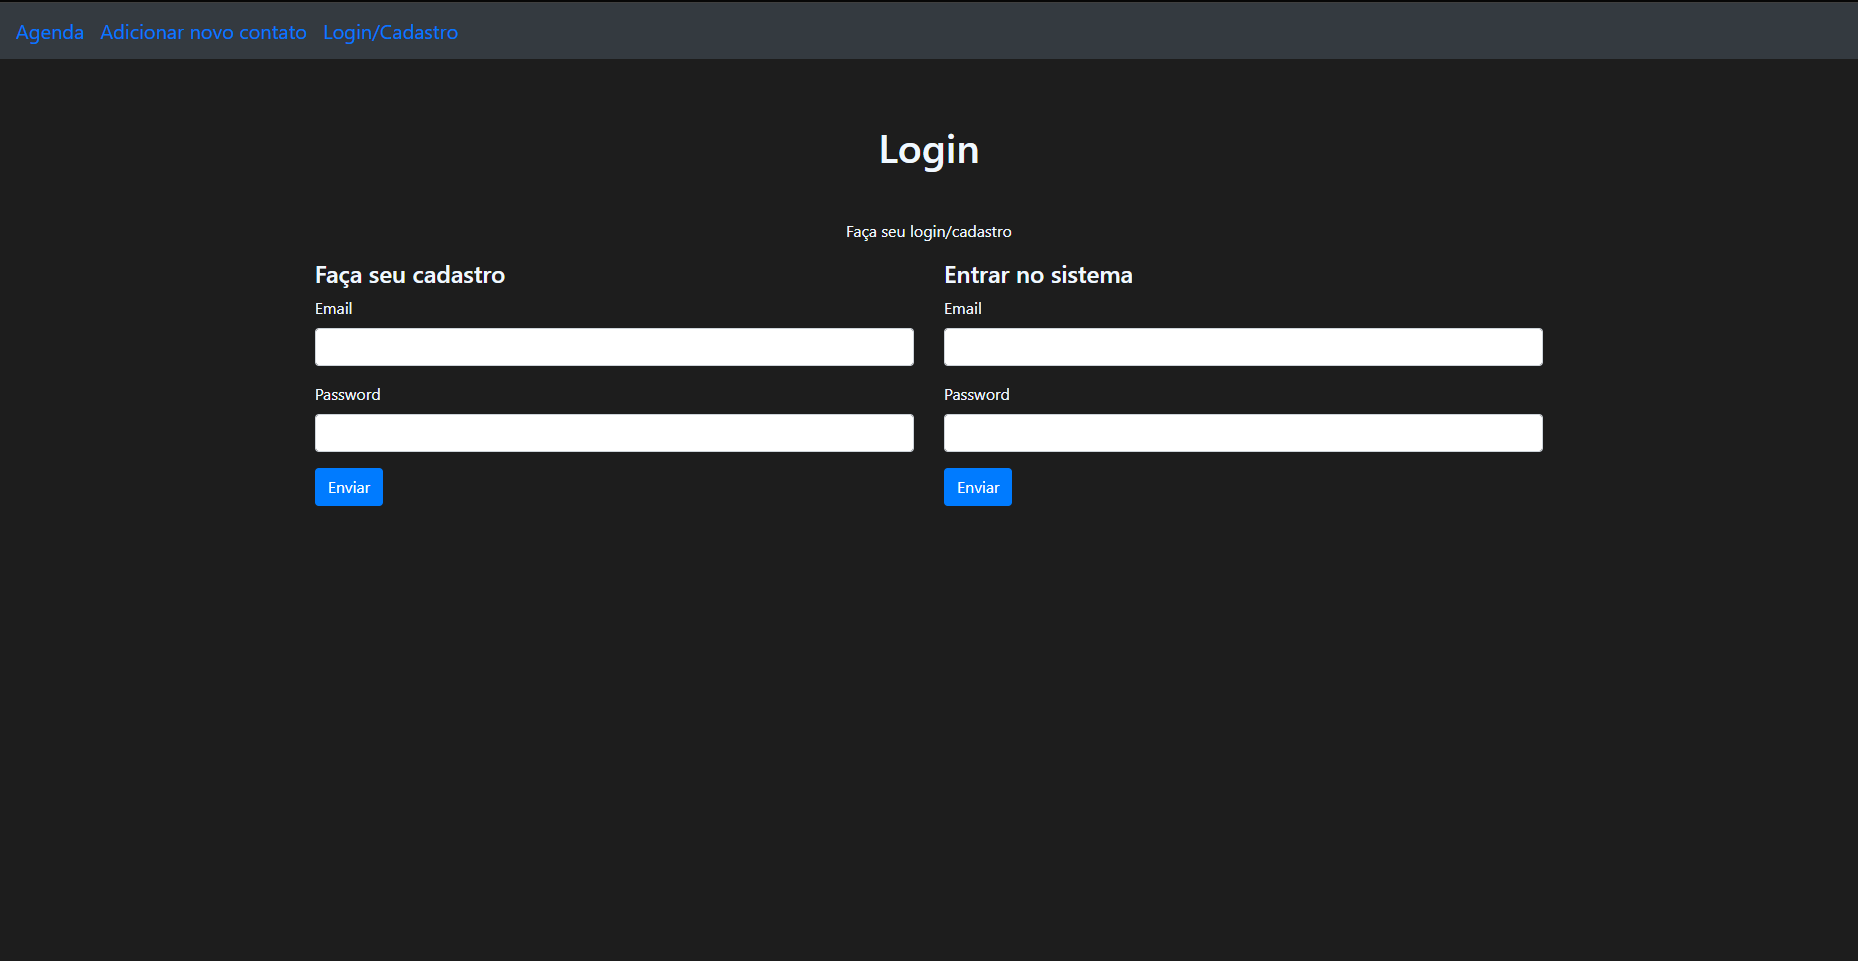 Agenda Adicionar novo contato Login/Cadastro
Login
Faça seu login/cadastro
Faça seu cadastro
Email
Password
Enviar
Entrar no sistema
Email
Password
Enviar